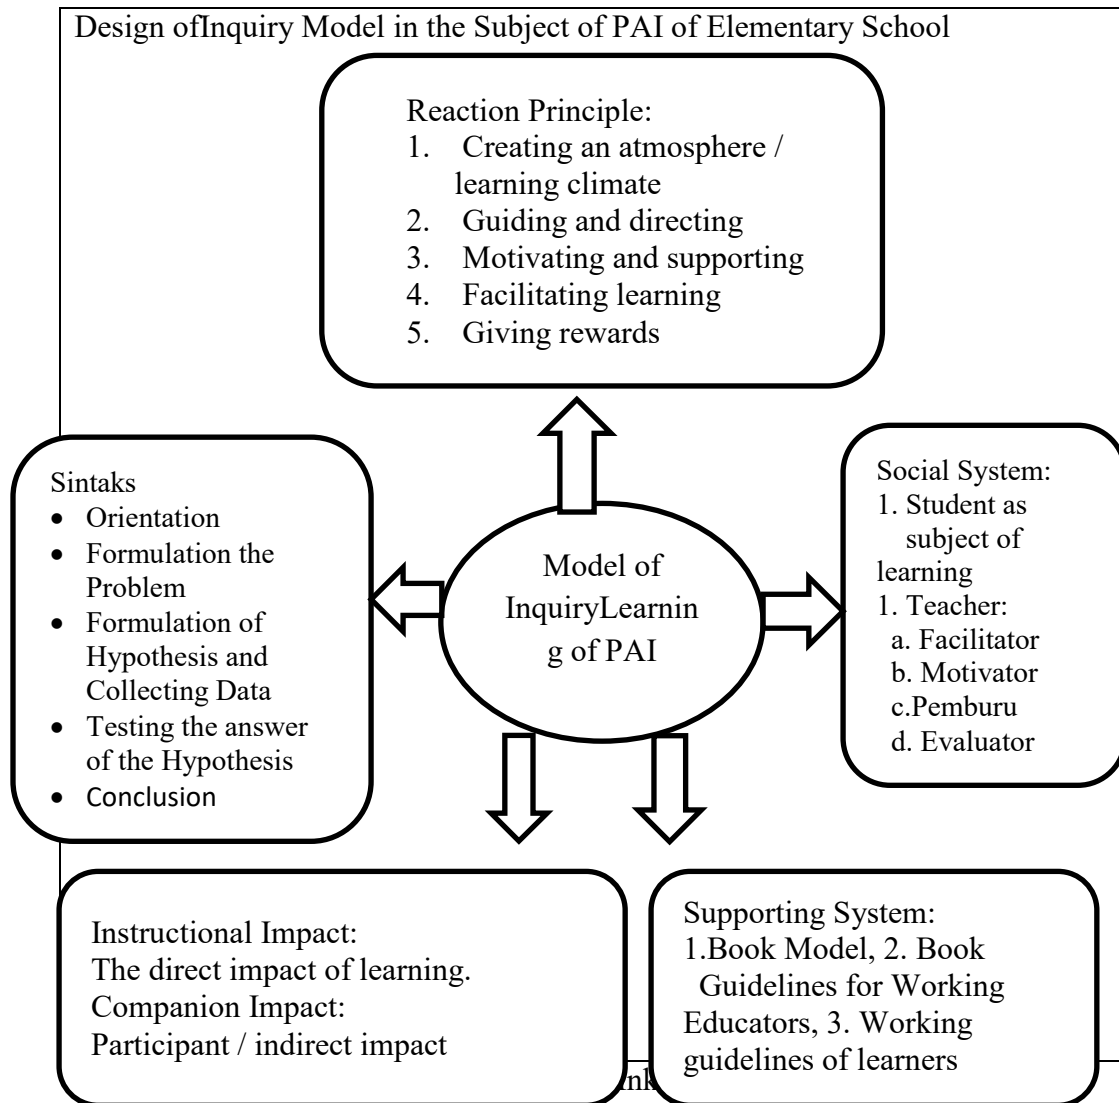 Design ofInquiry Model in the Subject of PAI of Elementary School
Reaction Principle:
1. Creating an atmosphere /
learning climate
2. Guiding and directing
3. Motivating and supporting
4. Facilitating learning
5. Giving rewards
Sintaks
• Orientation
• Formulation the
Problem
• Formulation of
Hypothesis and
Collecting Data
• Testing the answer
of the Hypothesis
• Conclusion
Model of
InquiryLearnin
g of PAI
Social System:
1. Student as
subject of
learning
1. Teacher:
a. Facilitator
b. Motivator
c.Pemburu
d. Evaluator
Instructional Impact:
The direct impact of learning.
Companion Impact:
Participant / indirect impact
Supporting System:
1.Book Model, 2. Book
Guidelines for Working
Educators, 3. Working
guidelines of learners